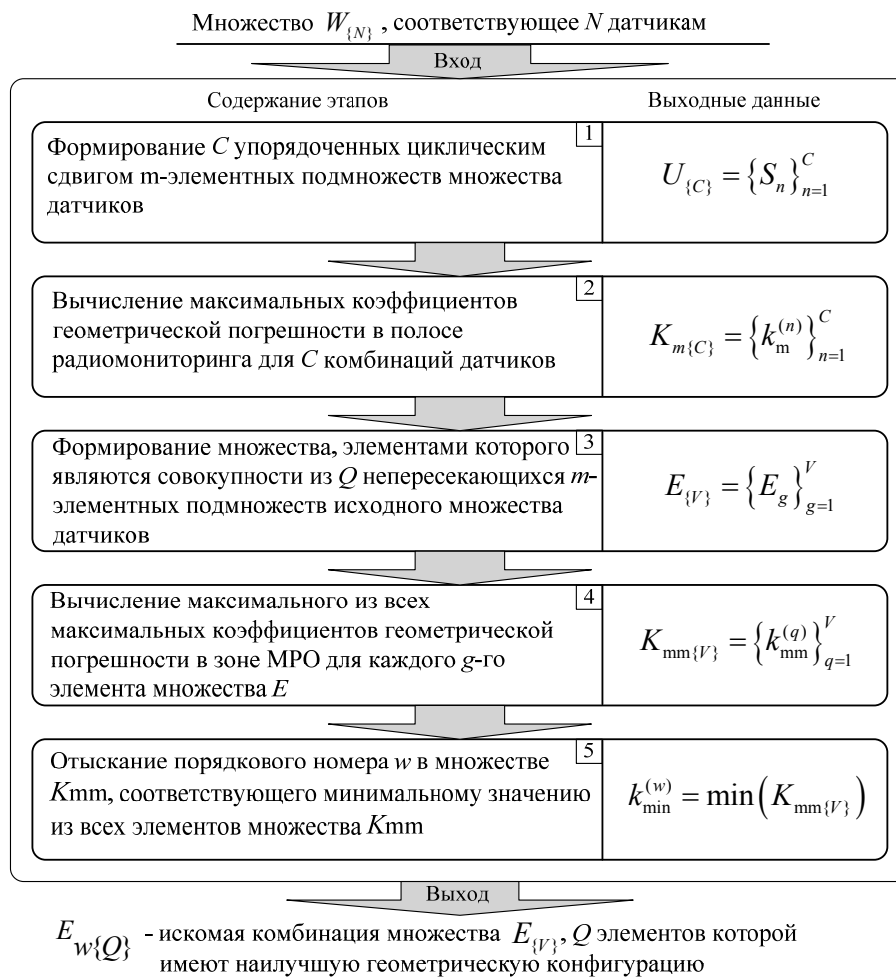 Множество W_{N}, соответствующее N датчикам
Вход
Содержание этапов
Выходные данные
1
Формирование C упорядоченных циклическим
сдвигом m-элементных подмножеств множества
датчиков
U_{C} = {S_n}_{n=1}^{C}
2
Вычисление максимальных коэффициентов
геометрической погрешности в полосе
радиомониторинга для C комбинаций датчиков
K_{m{C}} = {k_m^{(n)}}_{n=1}^{C}
3
Формирование множества, элементами которого
являются совокупности из Q непересекающихся m-
элементных подмножеств исходного множества
датчиков
E_{V} = {E_g}_{g=1}^{V}
4
Вычисление максимального из всех
максимальных коэффициентов геометрической
погрешности в зоне МРО для каждого g-го
элемента множества E
K_{mm{V}} = {k_{mm}^{(q)}}_{q=1}^{V}
5
Отыскание порядкового номера w в множестве
Kmm, соответствующего минимальному значению
из всех элементов множества Kmm
k_{min}^{(w)} = min(K_{mm{V}})
Выход
E_{w{Q}} - искомая комбинация множества E_{V}, Q элементов которой
имеют наилучшую геометрическую конфигурацию